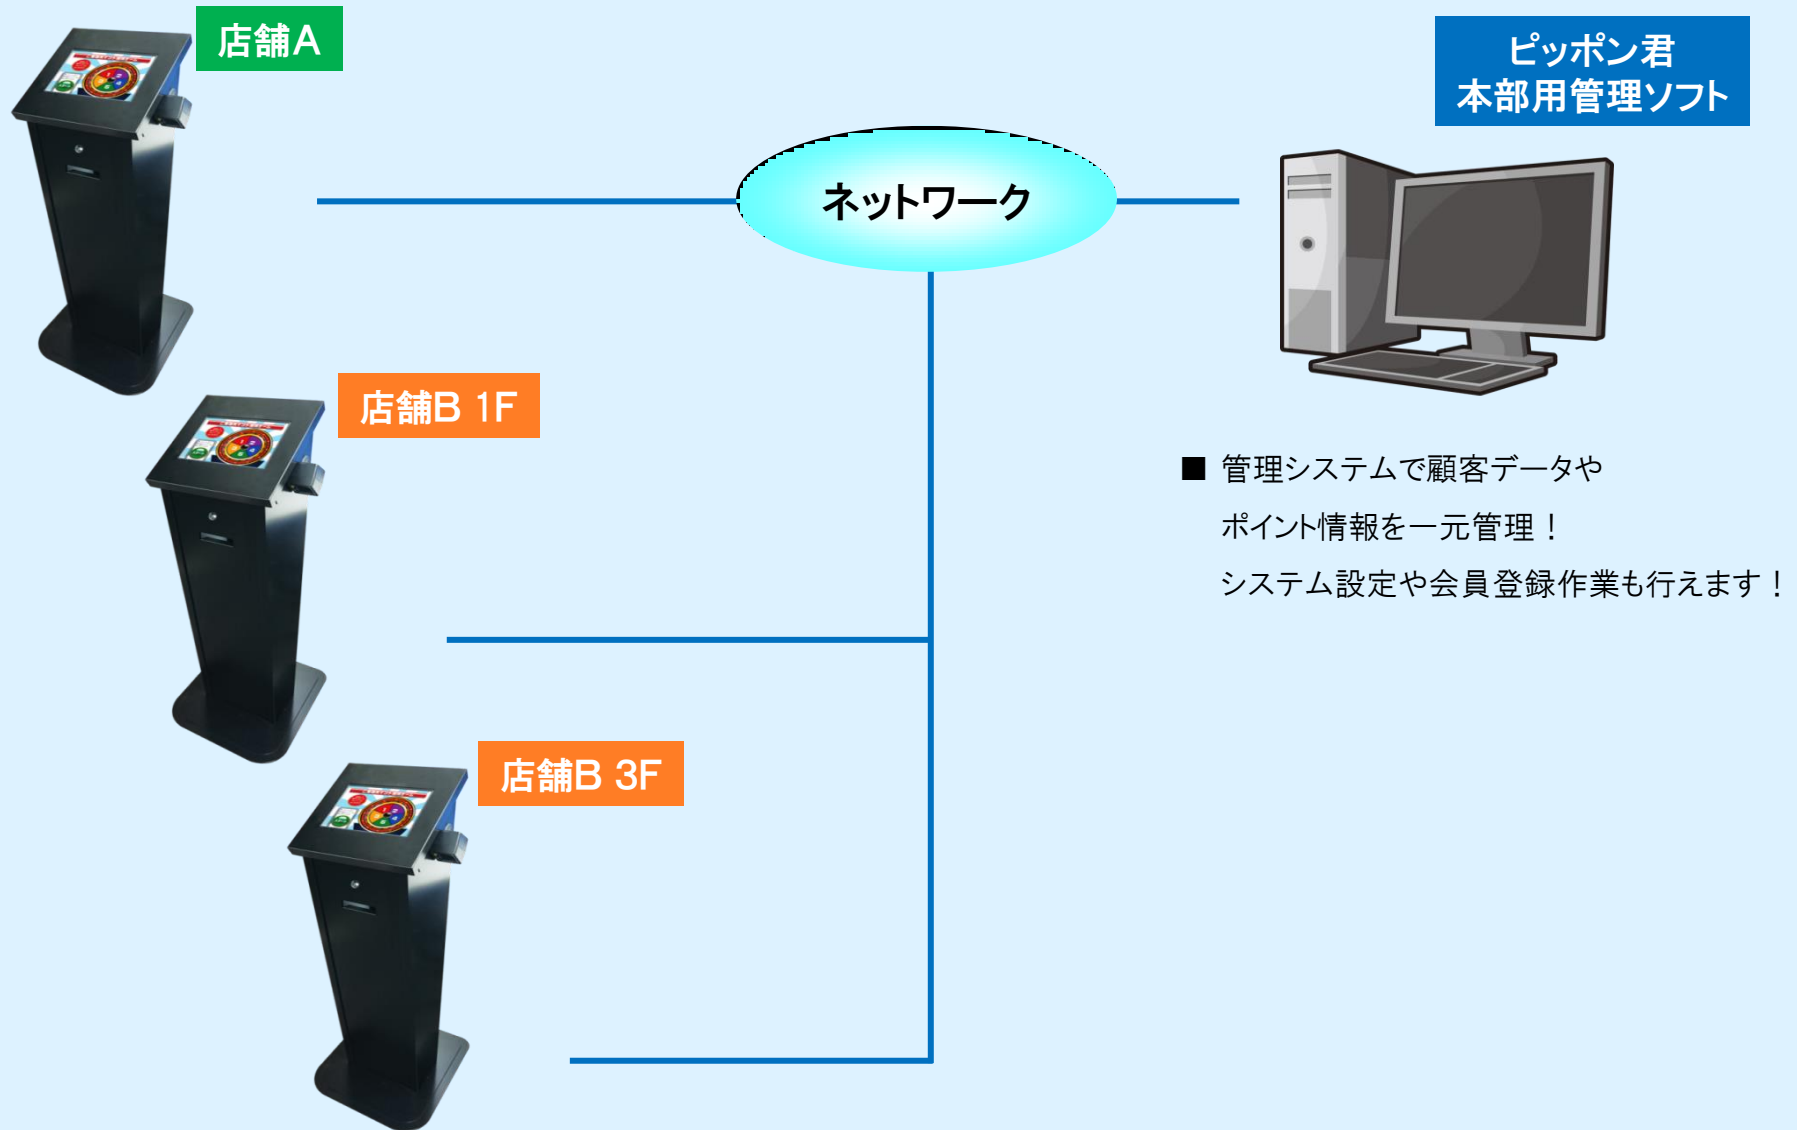 店舗A
ピッポン君
本部用管理ソフト
ネットワーク
店舗B 1F
■ 管理システムで顧客データや
ポイント情報を一元管理！
システム設定や会員登録作業も行えます！
店舗B 3F